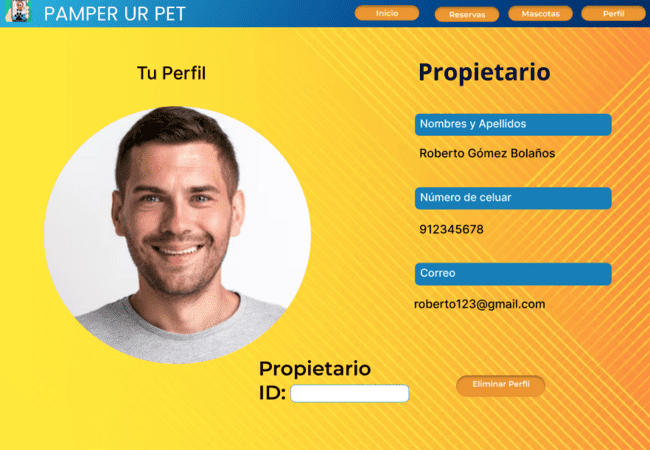 PAMPER UR PET
Inicio
Reservas
Mascotas
Perfil
Tu Perfil
Propietario
Nombres y Apellidos
Roberto Gómez Bolaños
Número de celuar
912345678
Correo
roberto123@gmail.com
Propietario
ID:
Eliminar Perfil